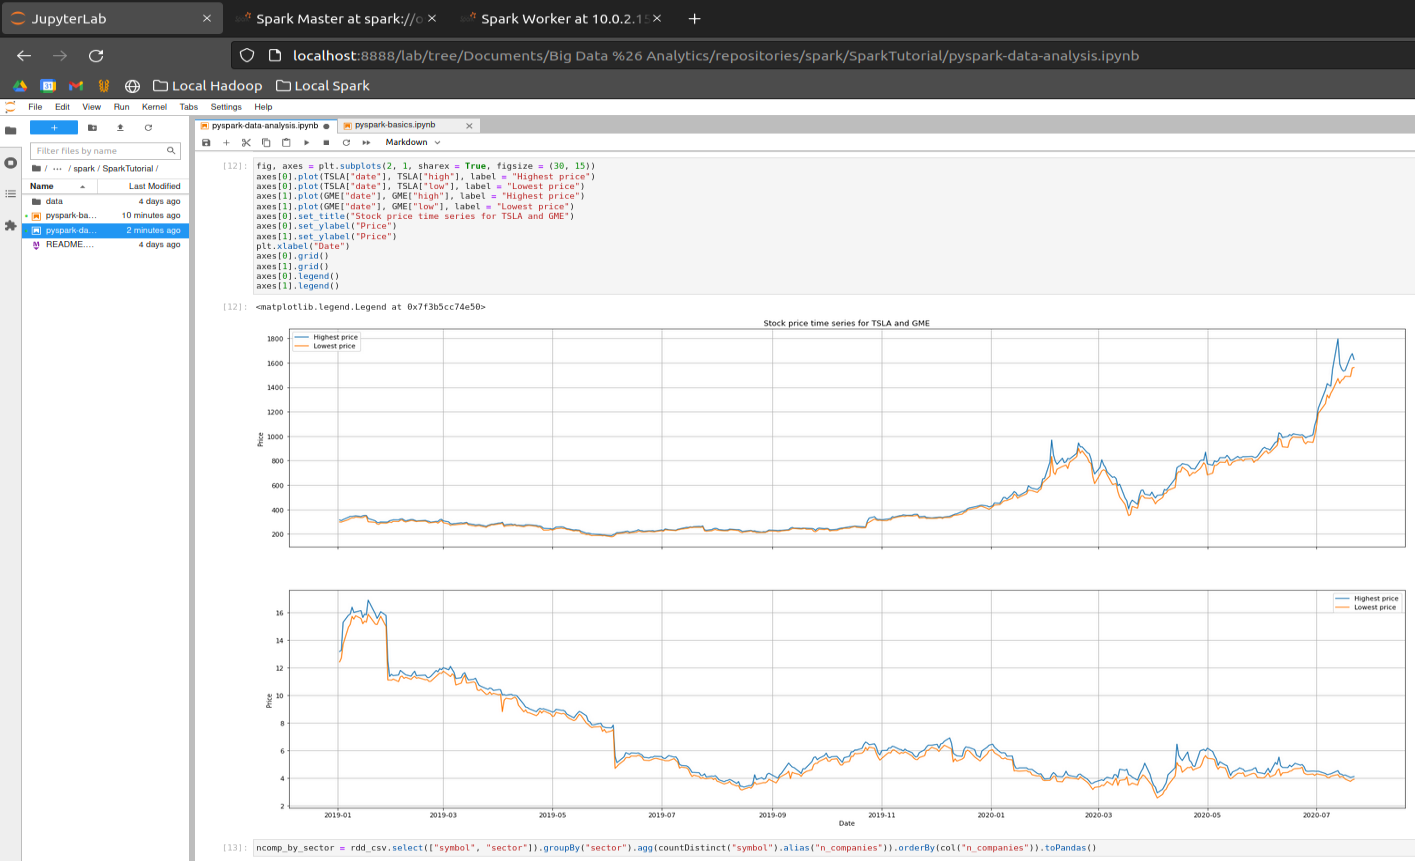 JupyterLab
Spark Master at spark://o
Spark Worker at 10.0.2.15
localhost:8888/lab/tree/Documents/Big Data %26 Analytics/repositories/spark/SparkTutorial/pyspark-data-analysis.ipynb
31
Local Hadoop
Local Spark
File Edit View Run Kernel Tabs Settings Help
pyspark-data-analysis.ipynb
pyspark-basics.ipynb
Markdown
Filter files by name
/ ··· / spark / SparkTutorial /
Name Last Modified
data 4 days ago
pyspark-ba... 10 minutes ago
pyspark-da... 2 minutes ago
README.... 4 days ago
[12]: fig, axes = plt.subplots(2, 1, sharex = True, figsize = (30, 15))
axes[0].plot(TSLA["date"], TSLA["high"], label = "Highest price")
axes[0].plot(TSLA["date"], TSLA["low"], label = "Lowest price")
axes[1].plot(GME["date"], GME["high"], label = "Highest price")
axes[1].plot(GME["date"], GME["low"], label = "Lowest price")
axes[0].set_title("Stock price time series for TSLA and GME")
axes[0].set_ylabel("Price")
axes[1].set_ylabel("Price")
plt.xlabel("Date")
axes[0].grid()
axes[1].grid()
axes[0].legend()
axes[1].legend()
[12]: <matplotlib.legend.Legend at 0x7f3b5cc74e50>
Stock price time series for TSLA and GME
Highest price
Lowest price
1800
1600
1400
1200
1000
800
600
400
200
Price
Highest price
Lowest price
16
14
12
10
8
6
4
2
Price
2019-01 2019-03 2019-05 2019-07 2019-09 2019-11 2020-01 2020-03 2020-05 2020-07
Date
[13]: ncomp_by_sector = rdd_csv.select(["symbol", "sector"]).groupBy("sector").agg(countDistinct("symbol").alias("n_companies")).orderBy(col("n_companies")).toPandas()